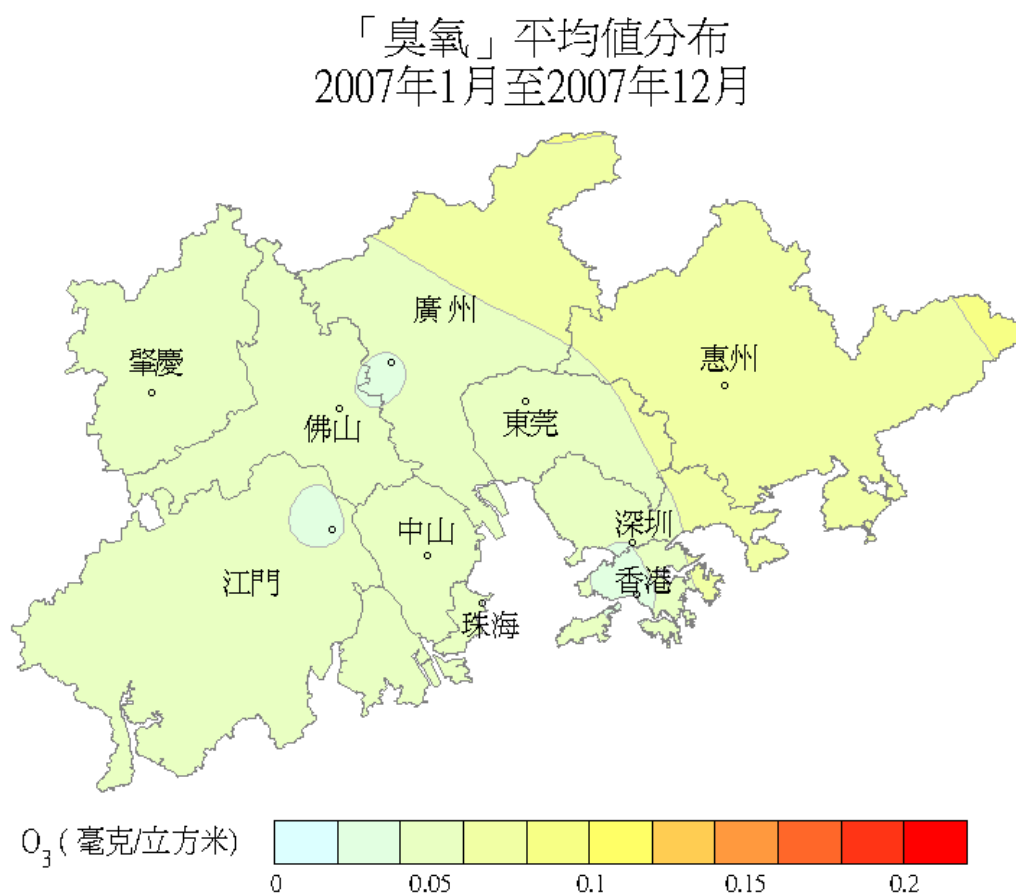 「臭氧」平均值分布
2007年1月至2007年12月
廣州
肇慶
惠州
佛山
東莞
深圳
中山
香港
江門
珠海
O₃ (毫克/立方米)
0 0.05 0.1 0.15 0.2